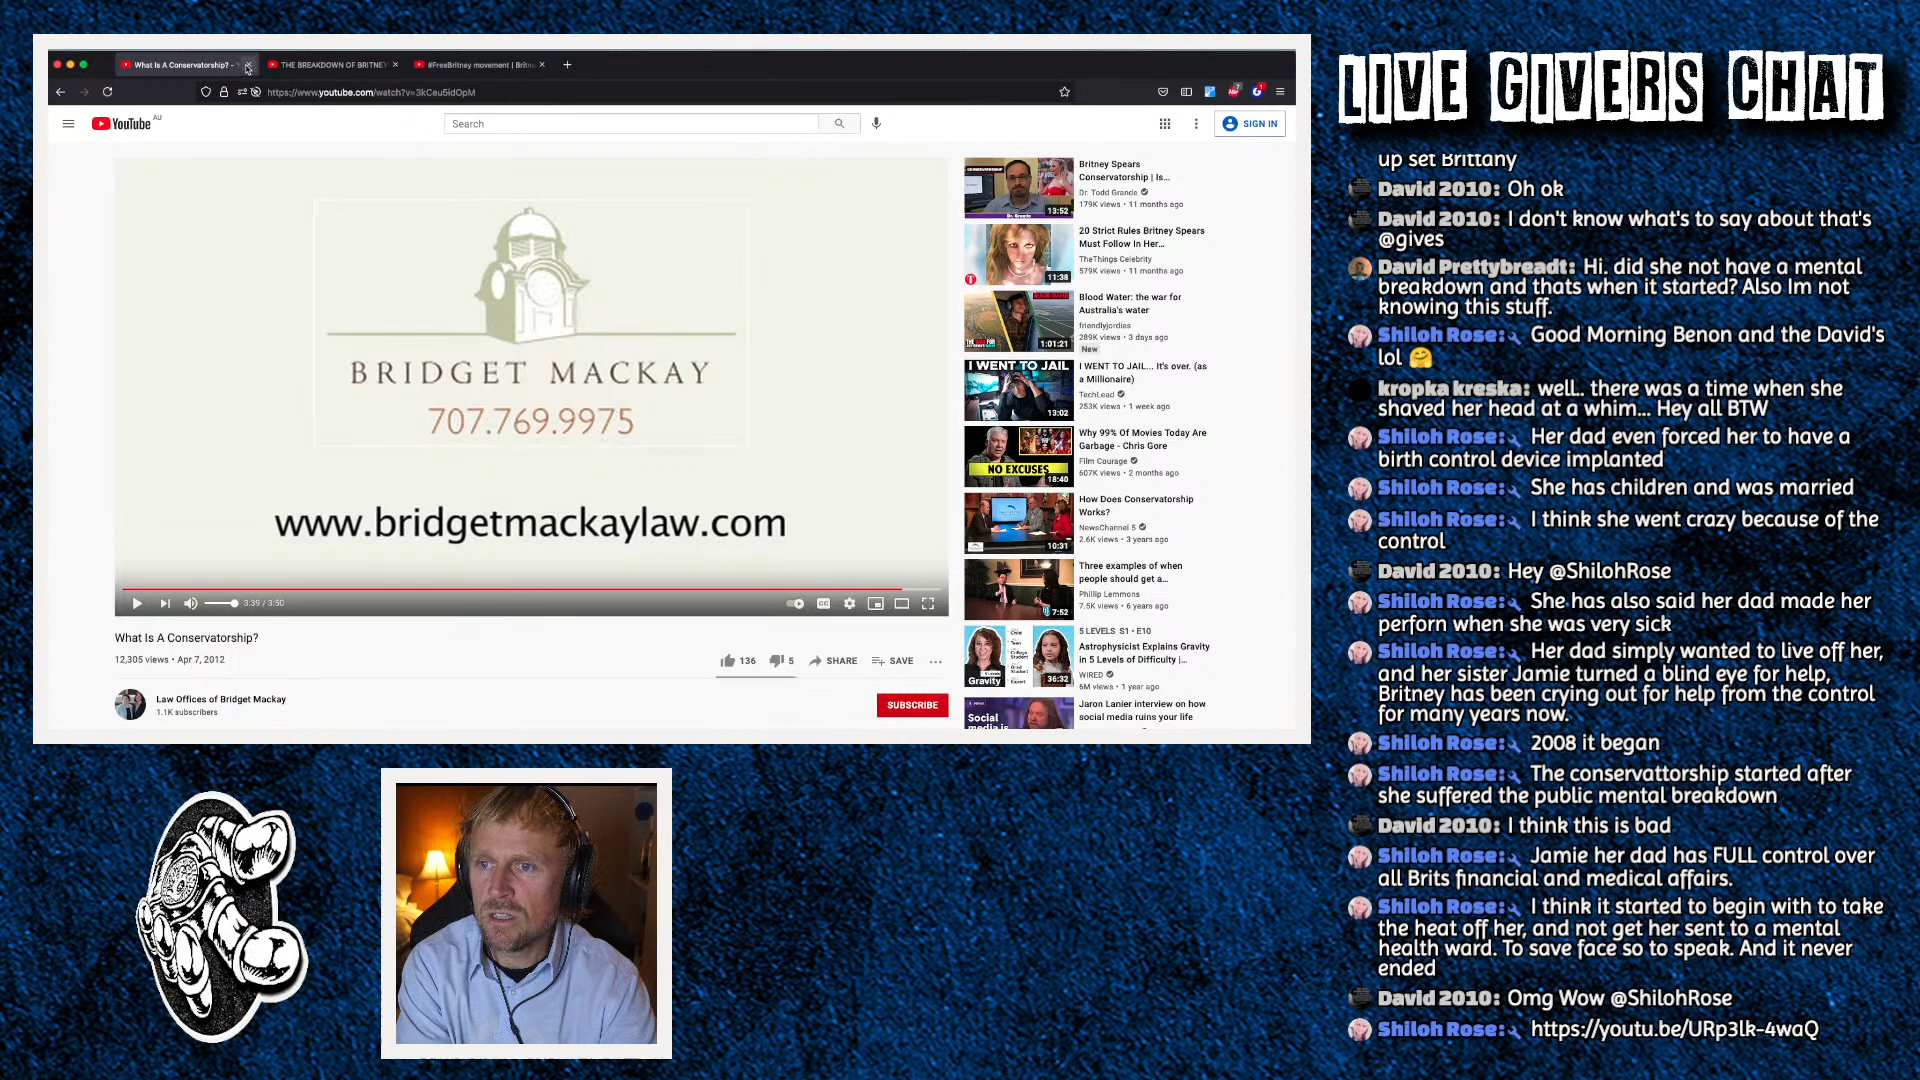 What Is A Conservatorship? -
THE BREAKDOWN OF BRITNEY
#FreeBritney movement | Britn
https://www.youtube.com/watch?v=3kCeu5idOpM
YouTube AU
Search
SIGN IN
BRIDGET MACKAY
707.769.9975
www.bridgetmackaylaw.com
3:39 / 3:50
What Is A Conservatorship?
12,305 views • Apr 7, 2012
136
5
SHARE
SAVE
Law Offices of Bridget Mackay
1.1K subscribers
SUBSCRIBE
Britney Spears
Conservatorship | Is...
Dr. Todd Grande
179K views • 11 months ago
13:52
20 Strict Rules Britney Spears
Must Follow In Her...
TheThings Celebrity
579K views • 11 months ago
11:38
Blood Water: the war for
Australia's water
friendlyjordies
289K views • 3 days ago
New
1:01:21
I WENT TO JAIL
I WENT TO JAIL... It's over. (as
a Millionaire)
TechLead
253K views • 1 week ago
13:02
Why 99% Of Movies Today Are
Garbage - Chris Gore
Film Courage
607K views • 2 months ago
NO EXCUSES
18:40
How Does Conservatorship
Works?
NewsChannel 5
2.6K views • 3 years ago
10:31
Three examples of when
people should get a...
Phillip Lemmons
7.5K views • 6 years ago
7:52
5 LEVELS S1 • E10
Astrophysicist Explains Gravity
in 5 Levels of Difficulty |...
WIRED
6M views • 1 year ago
Gravity
36:32
Jaron Lanier interview on how
social media ruins your life
Social
media is
LIVE GIVERS CHAT
up set Brittany
David 2010: Oh ok
David 2010: I don't know what's to say about that's
@gives
David Prettybreadt: Hi. did she not have a mental
breakdown and thats when it started? Also Im not
knowing this stuff.
Shiloh Rose: Good Morning Benon and the David's
lol 🤗
kropka kreska: well.. there was a time when she
shaved her head at a whim... Hey all BTW
Shiloh Rose: Her dad even forced her to have a
birth control device implanted
Shiloh Rose: She has children and was married
Shiloh Rose: I think she went crazy because of the
control
David 2010: Hey @ShilohRose
Shiloh Rose: She has also said her dad made her
perforn when she was very sick
Shiloh Rose: Her dad simply wanted to live off her,
and her sister Jamie turned a blind eye for help,
Britney has been crying out for help from the control
for many years now.
Shiloh Rose: 2008 it began
Shiloh Rose: The conservattorship started after
she suffered the public mental breakdown
David 2010: I think this is bad
Shiloh Rose: Jamie her dad has FULL control over
all Brits financial and medical affairs.
Shiloh Rose: I think it started to begin with to take
the heat off her, and not get her sent to a mental
health ward. To save face so to speak. And it never
ended
David 2010: Omg Wow @ShilohRose
Shiloh Rose: https://youtu.be/URp3lk-4waQ